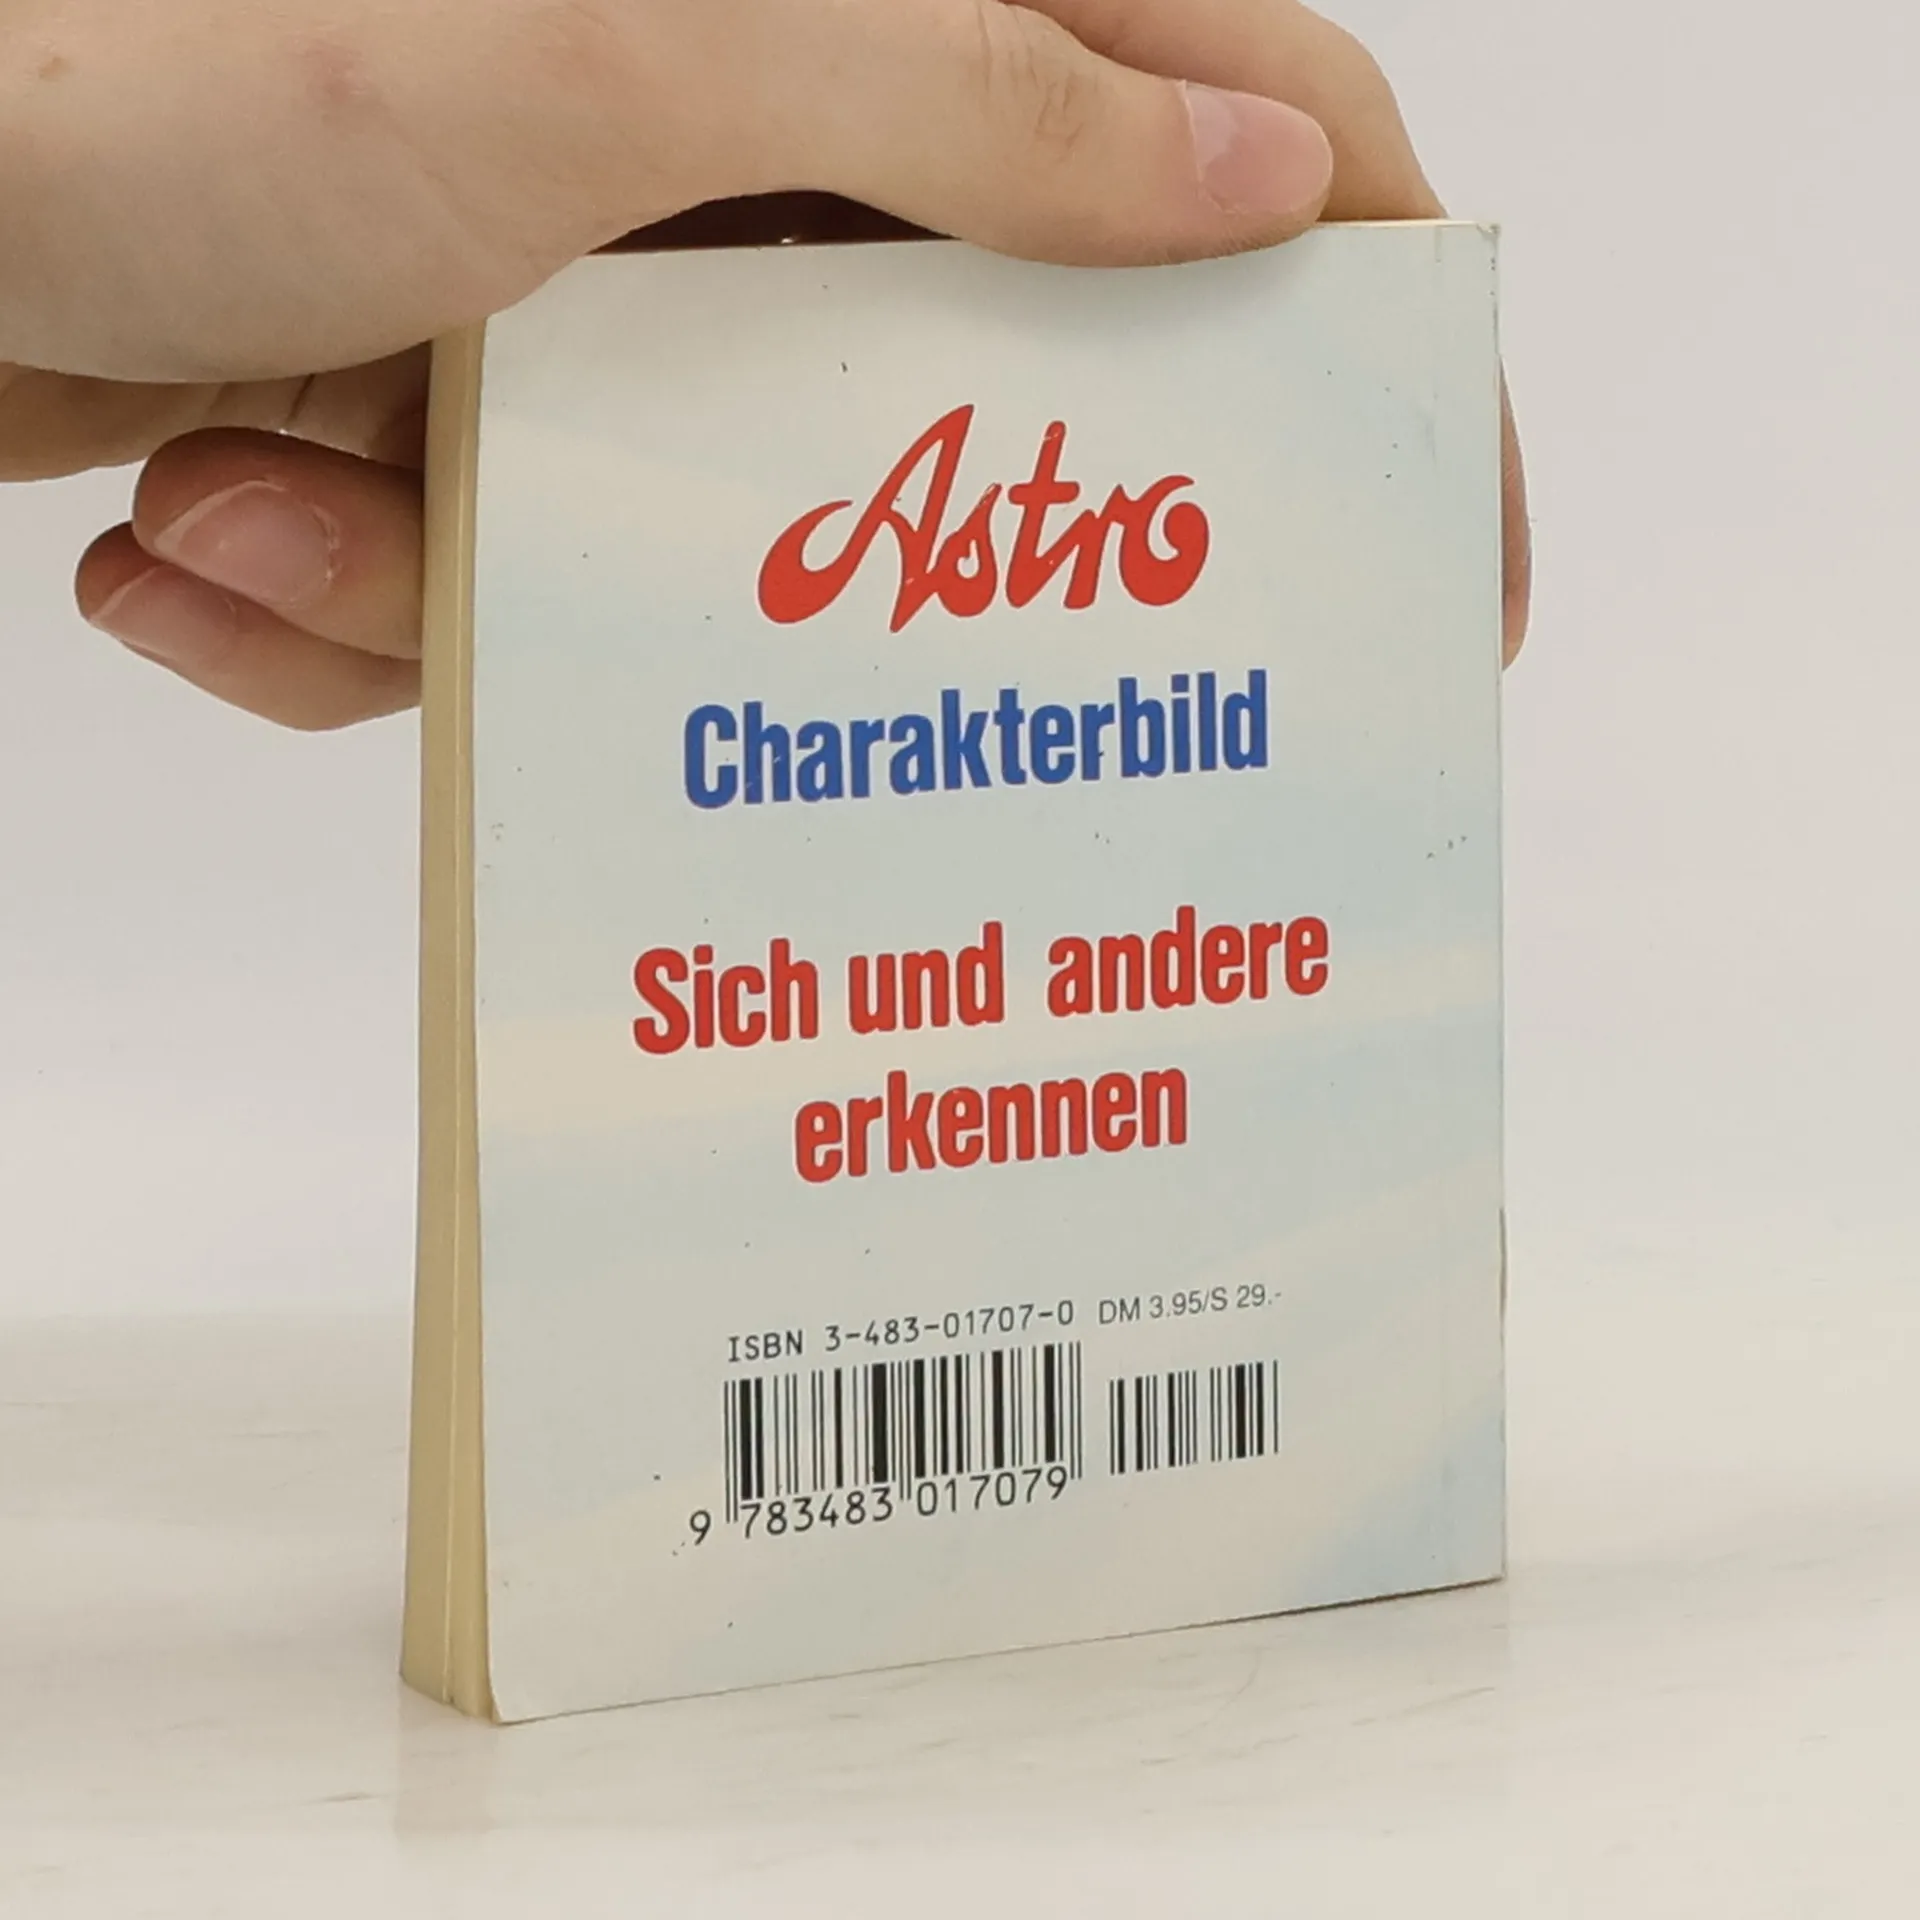 Astro
Charakterbild
Sich und andere
erkennen
ISBN 3-483-01707-0 DM 3.95/S 29.-
9 783483 017079